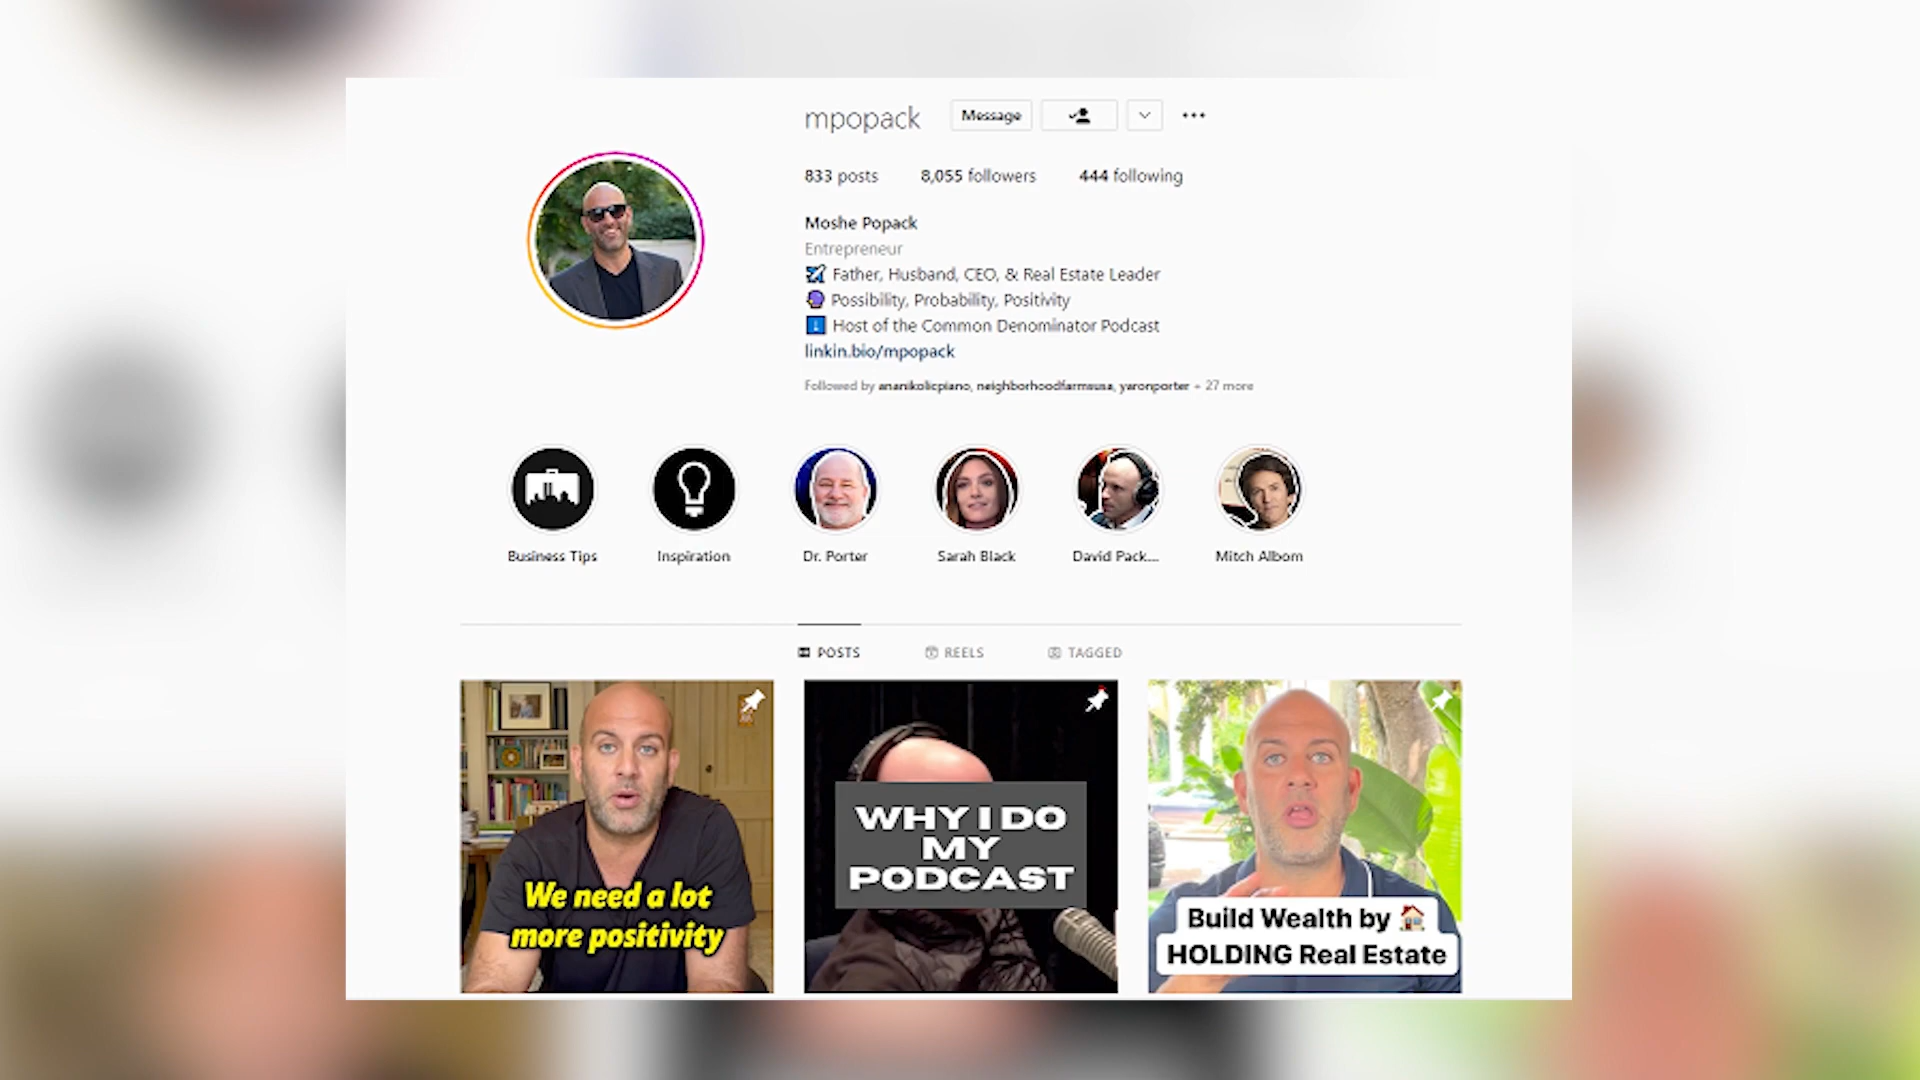 mpopack
Message
833 posts
8,055 followers
444 following
Moshe Popack
Entrepreneur
Father, Husband, CEO, & Real Estate Leader
Possibility, Probability, Positivity
Host of the Common Denominator Podcast
linkin.bio/mpopack
Followed by ananikolicpiano, neighborhoodfarmsusa, yaronporter + 27 more
Business Tips
Inspiration
Dr. Porter
Sarah Black
David Pack...
Mitch Albom
POSTS
REELS
TAGGED
We need a lot
more positivity
WHY I DO
MY
PODCAST
Build Wealth by
HOLDING Real Estate